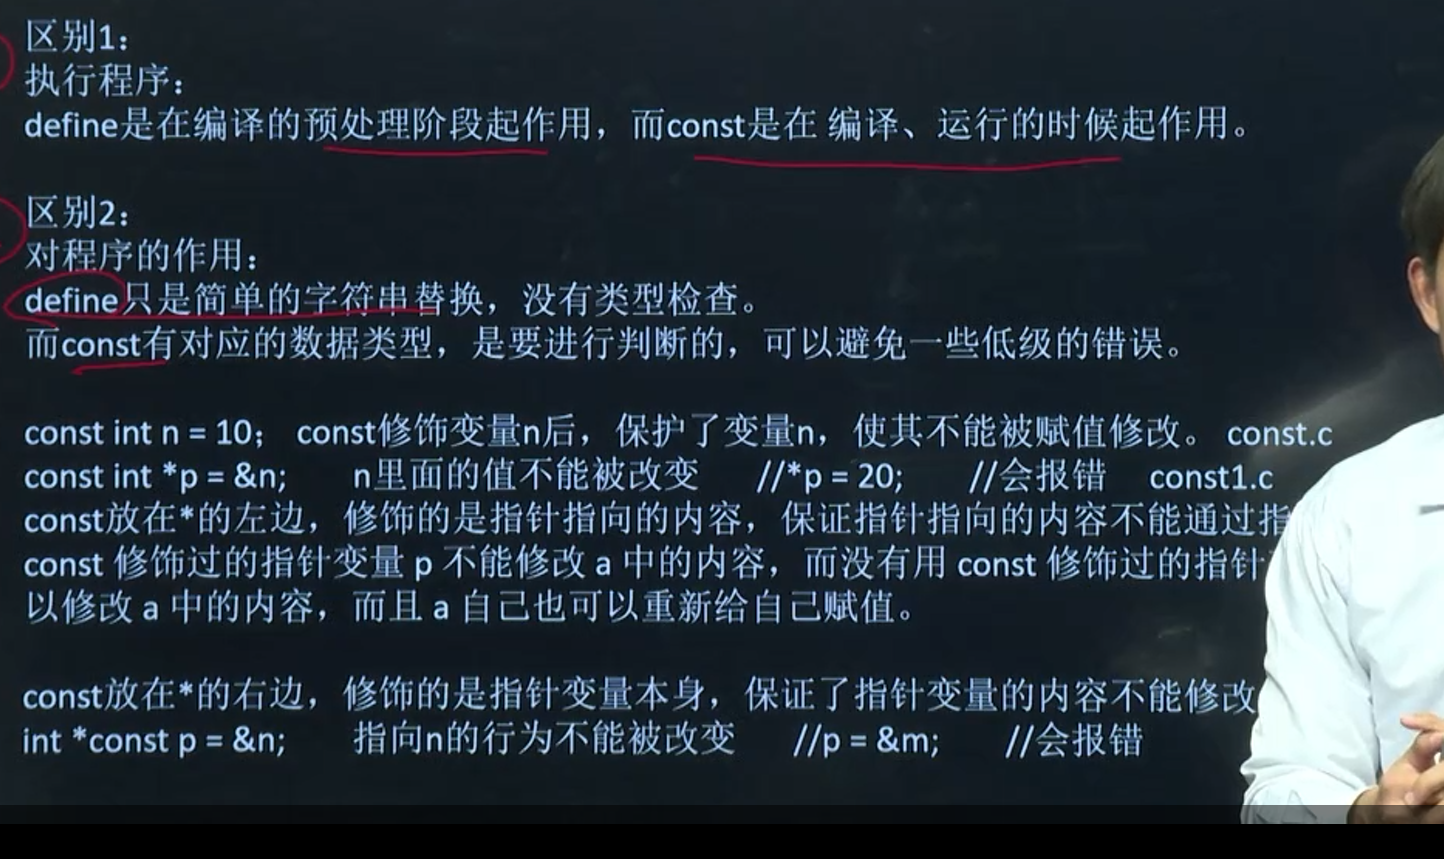 区别1：
执行程序：
define是在编译的预处理阶段起作用，而const是在 编译、运行的时候起作用。
区别2：
对程序的作用：
define只是简单的字符串替换，没有类型检查。
而const有对应的数据类型，是要进行判断的，可以避免一些低级的错误。
const int n = 10； const修饰变量n后，保护了变量n，使其不能被赋值修改。 const.c
const int *p = &n; n里面的值不能被改变 //*p = 20; //会报错 const1.c
const放在*的左边，修饰的是指针指向的内容，保证指针指向的内容不能通过指
const 修饰过的指针变量 p 不能修改 a 中的内容，而没有用 const 修饰过的指针
以修改 a 中的内容，而且 a 自己也可以重新给自己赋值。
const放在*的右边，修饰的是指针变量本身，保证了指针变量的内容不能修改
int *const p = &n; 指向n的行为不能被改变 //p = &m; //会报错